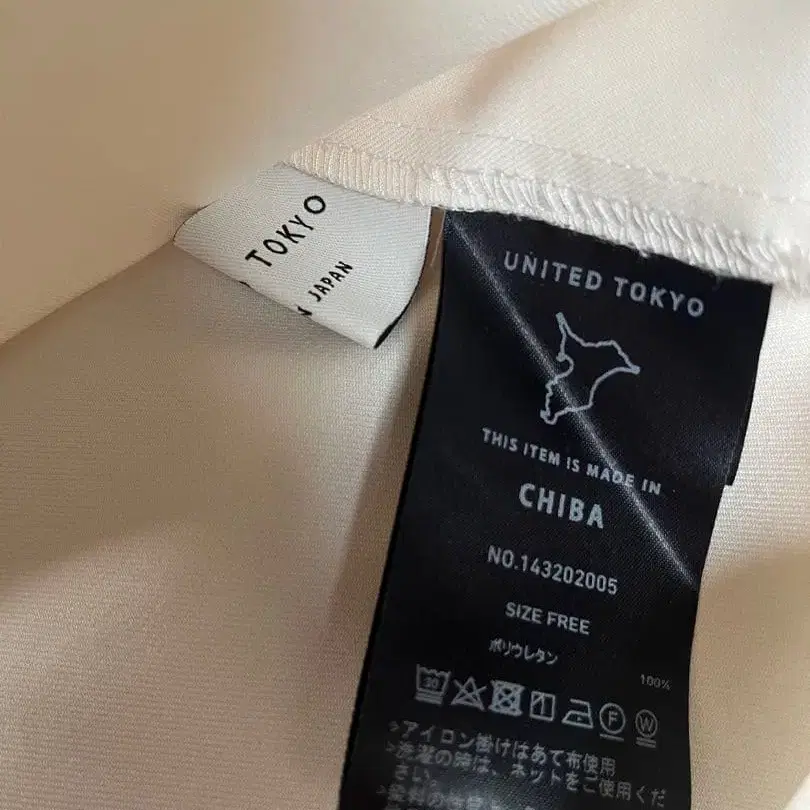 TOKYO
JAPAN
UNITED TOKYO
THIS ITEM IS MADE IN
CHIBA
NO.143202005
SIZE FREE
ポリウレタン
100%
30
F
W
アイロン掛けはあて布使用
洗濯の時は、ネットをご使用くだ
さい。